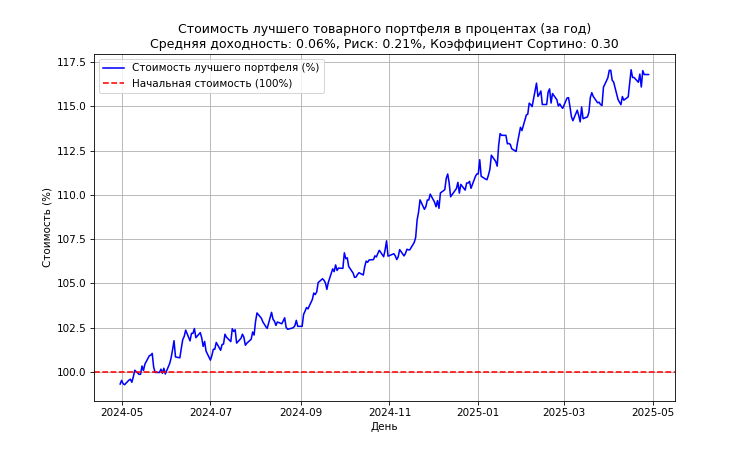 Стоимость лучшего товарного портфеля в процентах (за год)
Средняя доходность: 0.06%, Риск: 0.21%, Коэффициент Сортино: 0.30
Стоимость лучшего портфеля (%)
Начальная стоимость (100%)
Стоимость (%)
117.5
115.0
112.5
110.0
107.5
105.0
102.5
100.0
2024-05
2024-07
2024-09
2024-11
2025-01
2025-03
2025-05
День